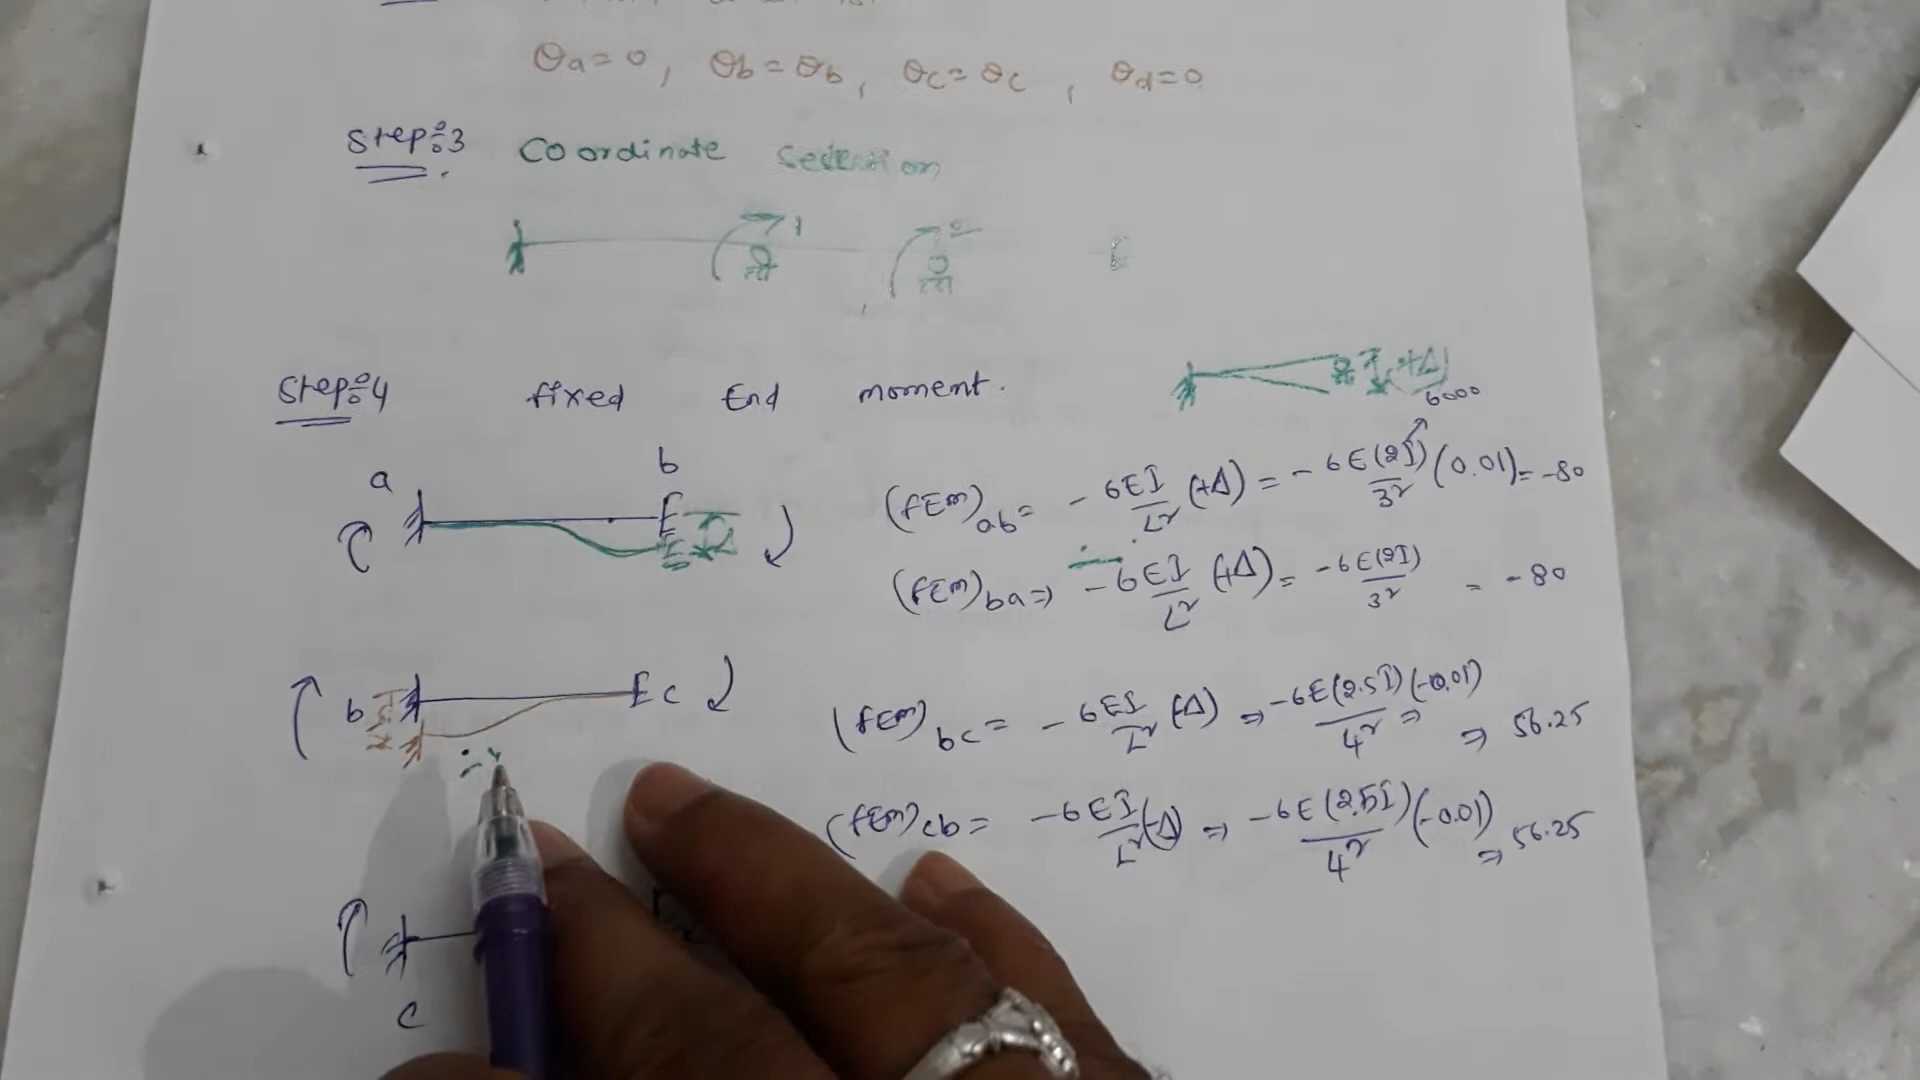 θa=0, θb=θb, θc=θc, θd=0
Step:3 Coordinate selection
1 2
Step:4 fixed End moment.
+Δ
6000
a b
(fEm)ab= -6EI/L² (+Δ) = -6E(2I)/3² (0.01)= -80
(fEm)ba⇒ -6EI/L² (+Δ)= -6E(2I)/3² = -80
b c
(fEm)bc= -6EI/L² (-Δ) ⇒ -6E(2.5I)(-0.01)/4² ⇒ ⇒ 56.25
(fEm)cb= -6EI/L² (-Δ) ⇒ -6E(2.5I)/4² (-0.01) ⇒ 56.25
c